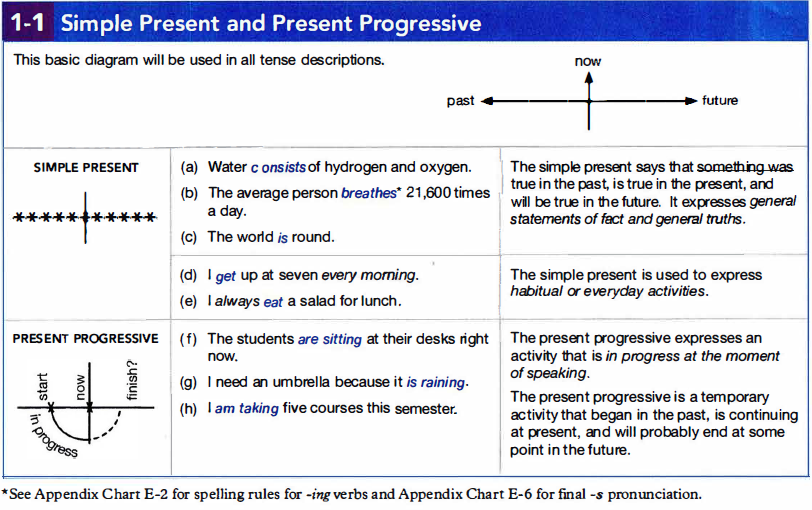 1-1 Simple Present and Present Progressive
This basic diagram will be used in all tense descriptions.
now
past
future
SIMPLE PRESENT
(a) Water consists of hydrogen and oxygen.
(b) The average person breathes* 21,600 times
a day.
(c) The world is round.
The simple present says that something was
true in the past, is true in the present, and
will be true in the future. It expresses general
statements of fact and general truths.
(d) I get up at seven every morning.
(e) I always eat a salad for lunch.
The simple present is used to express
habitual or everyday activities.
PRESENT PROGRESSIVE
start
now
finish?
in progress
(f) The students are sitting at their desks right
now.
(g) I need an umbrella because it is raining.
(h) I am taking five courses this semester.
The present progressive expresses an
activity that is in progress at the moment
of speaking.
The present progressive is a temporary
activity that began in the past, is continuing
at present, and will probably end at some
point in the future.
*See Appendix Chart E-2 for spelling rules for -ing verbs and Appendix Chart E-6 for final -s pronunciation.